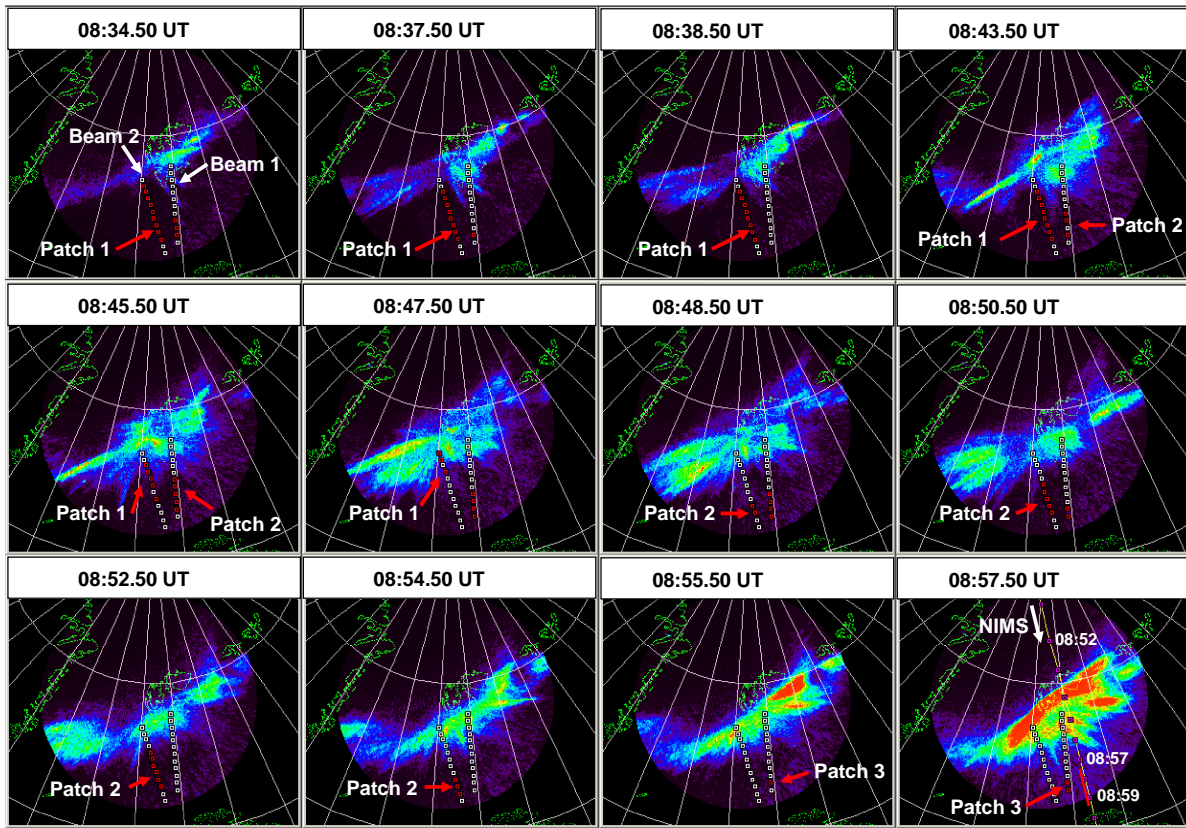 08:34.50 UT
08:37.50 UT
08:38.50 UT
08:43.50 UT
Beam 2
Beam 1
Patch 1
Patch 1
Patch 1
Patch 1
Patch 2
08:45.50 UT
08:47.50 UT
08:48.50 UT
08:50.50 UT
Patch 1
Patch 2
Patch 1
Patch 2
Patch 2
08:52.50 UT
08:54.50 UT
08:55.50 UT
08:57.50 UT
NIMS
08:52
Patch 2
Patch 2
Patch 3
08:57
Patch 3
08:59